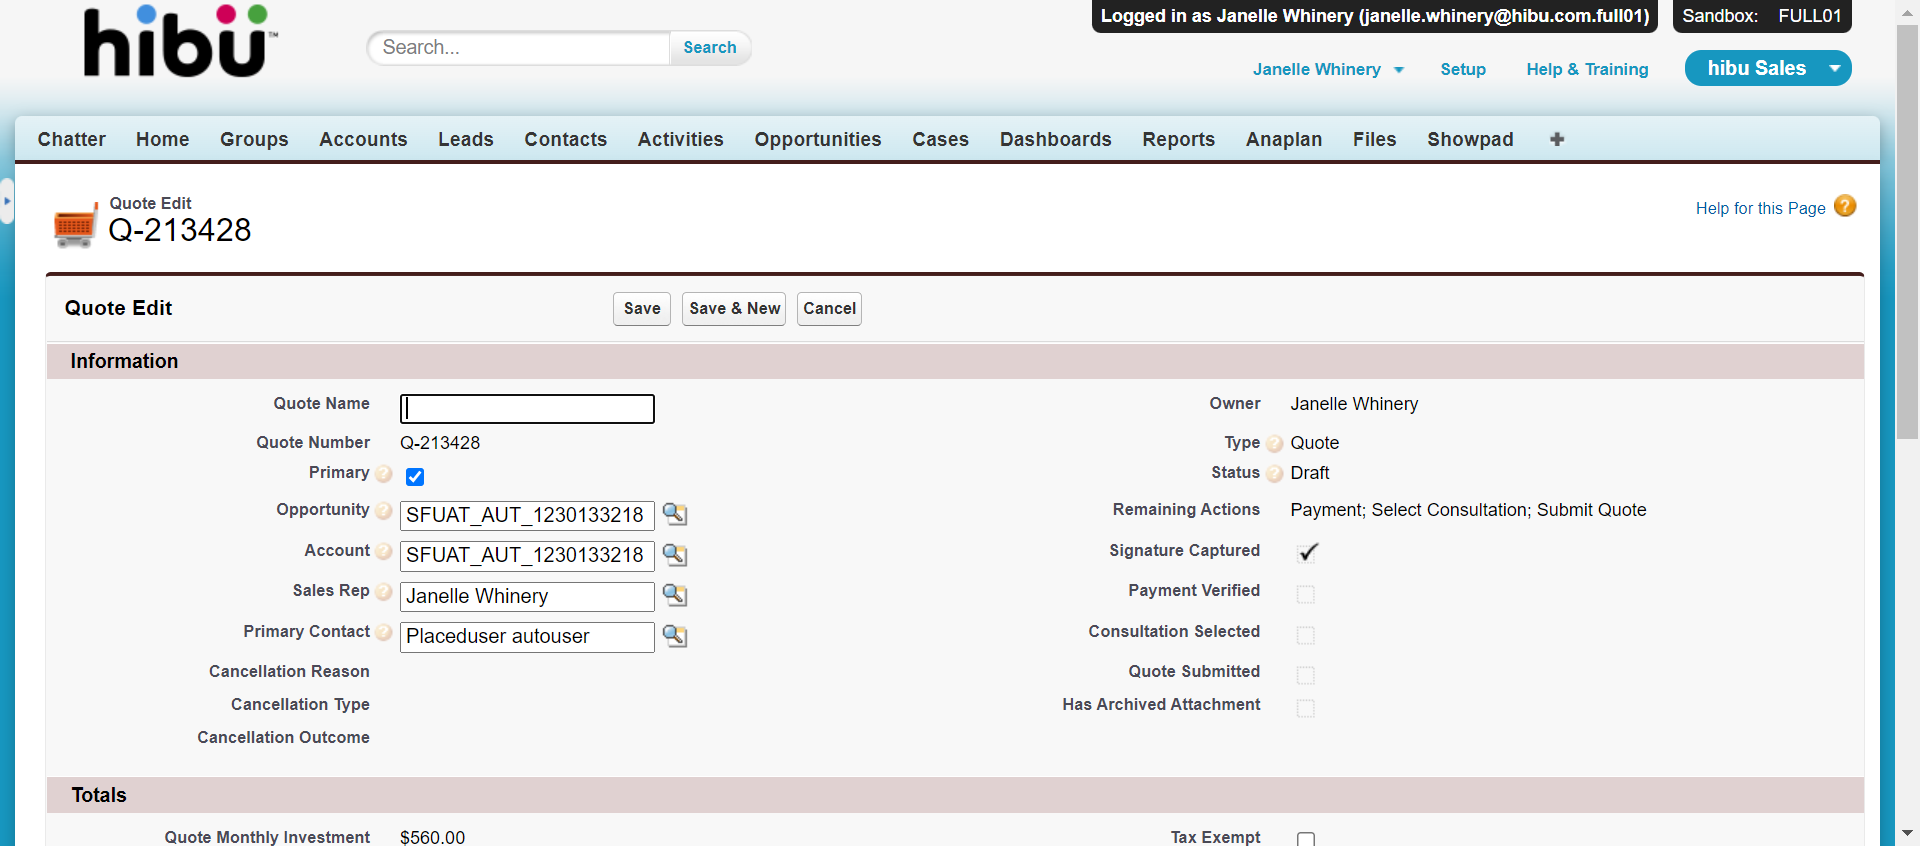 Logged in as Janelle Whinery (janelle.whinery@hibu.com.full01)
Sandbox: FULL01
hibu™
Search...
Search
Janelle Whinery
Setup
Help & Training
hibu Sales
Chatter
Home
Groups
Accounts
Leads
Contacts
Activities
Opportunities
Cases
Dashboards
Reports
Anaplan
Files
Showpad
Quote Edit
Q-213428
Help for this Page
Quote Edit
Save
Save & New
Cancel
Information
Quote Name
Owner Janelle Whinery
Quote Number Q-213428
Type Quote
Primary
Status Draft
Opportunity SFUAT_AUT_1230133218
Remaining Actions Payment; Select Consultation; Submit Quote
Account SFUAT_AUT_1230133218
Signature Captured
Sales Rep Janelle Whinery
Payment Verified
Primary Contact Placeduser autouser
Consultation Selected
Cancellation Reason
Quote Submitted
Cancellation Type
Has Archived Attachment
Cancellation Outcome
Totals
Quote Monthly Investment $560.00
Tax Exempt